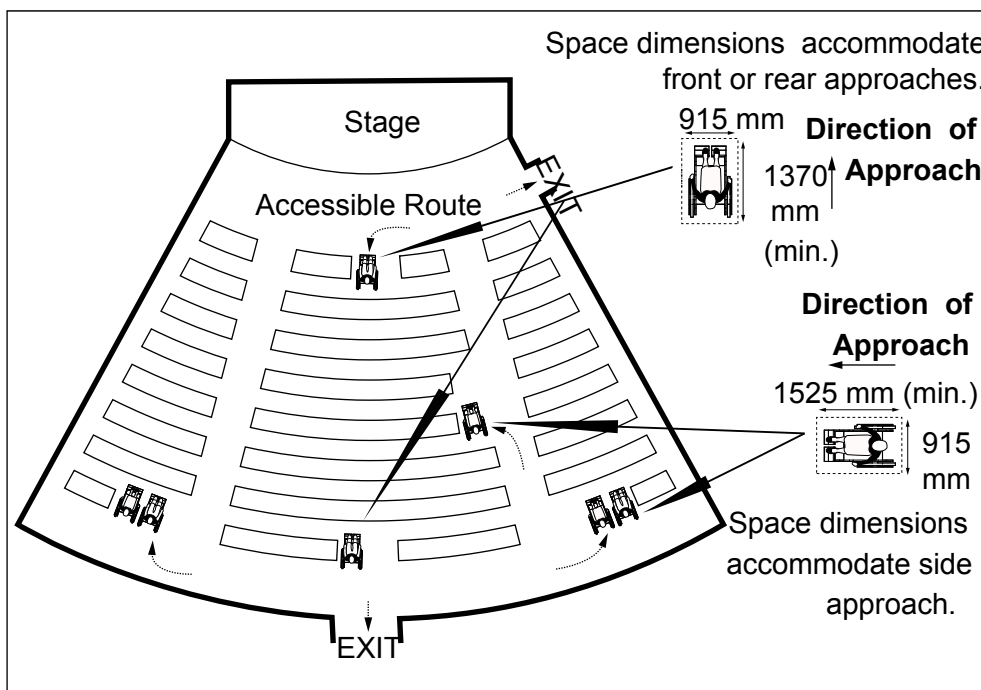 Space dimensions accommodate
front or rear approaches.
Stage
915 mm
Direction of
Approach
1370
mm
(min.)
EXIT
Accessible Route
Direction of
Approach
1525 mm (min.)
915
mm
Space dimensions
accommodate side
approach.
EXIT